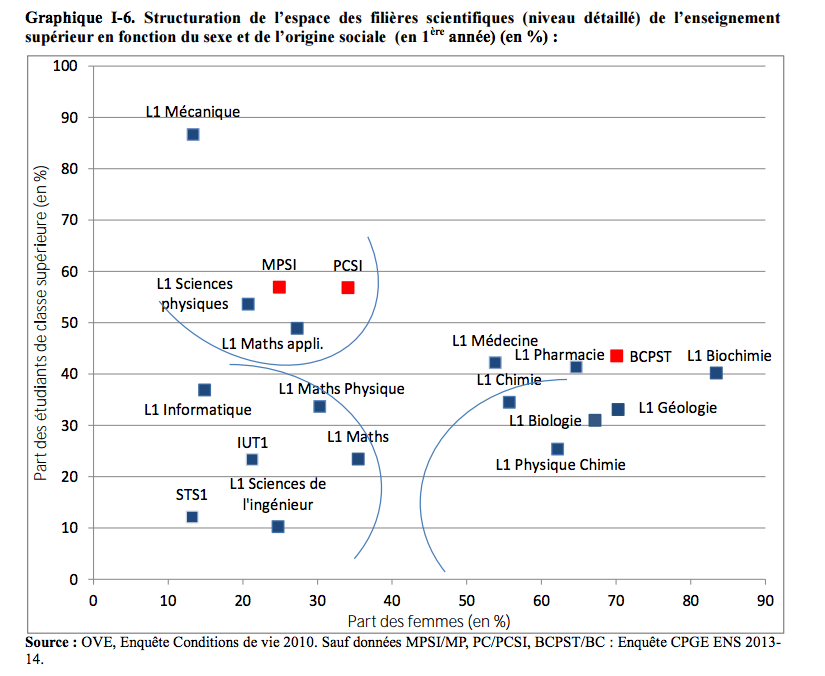 Graphique I-6. Structuration de l'espace des filières scientifiques (niveau détaillé) de l'enseignement
supérieur en fonction du sexe et de l'origine sociale (en 1ère année) (en %) :
100
90
80
70
60
50
40
30
20
10
0
Part des étudiants de classe supérieure (en %)
L1 Mécanique
MPSI
PCSI
L1 Sciences
physiques
L1 Maths appli.
L1 Médecine
L1 Pharmacie
BCPST
L1 Biochimie
L1 Chimie
L1 Maths Physique
L1 Informatique
L1 Géologie
L1 Biologie
IUT1
L1 Maths
L1 Physique Chimie
STS1
L1 Sciences de
l'ingénieur
0 10 20 30 40 50 60 70 80 90
Part des femmes (en %)
Source : OVE, Enquête Conditions de vie 2010. Sauf données MPSI/MP, PC/PCSI, BCPST/BC : Enquête CPGE ENS 2013-
14.